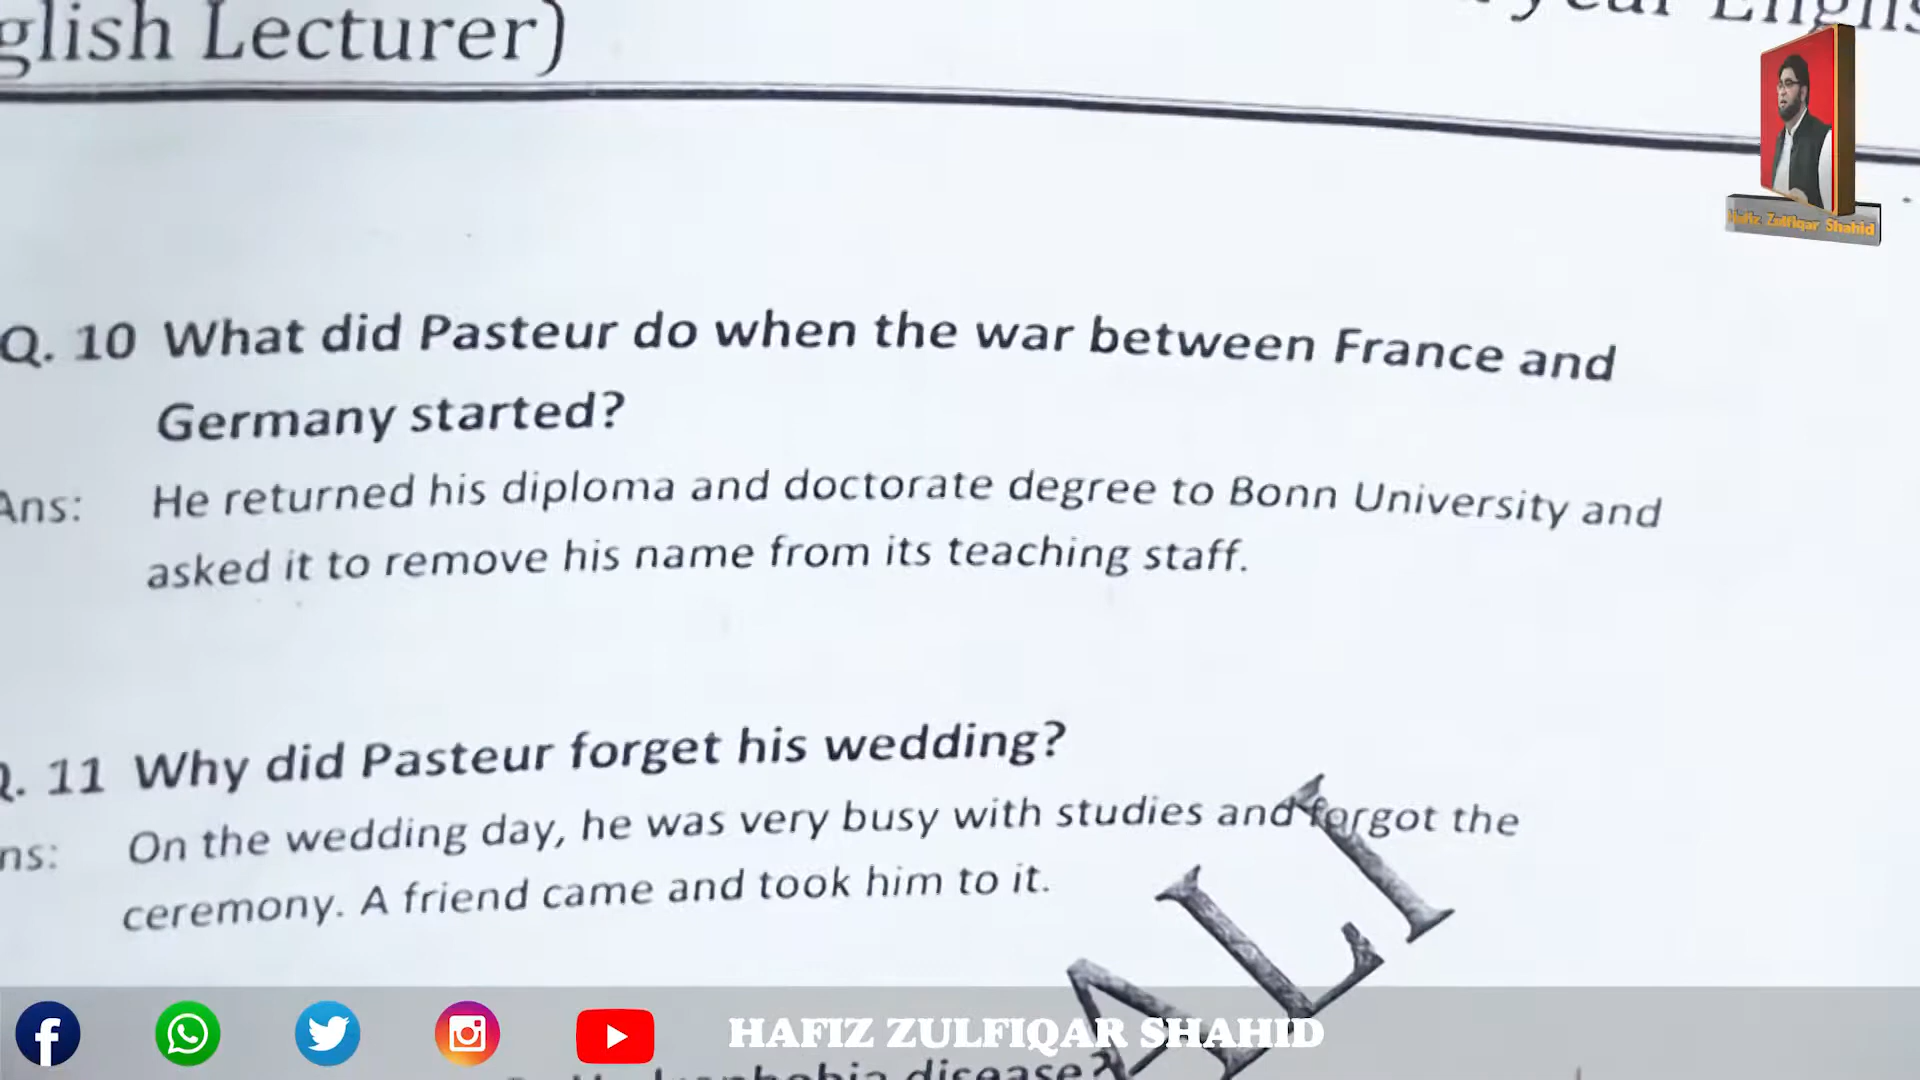 glish Lecturer)
year English
Hafiz Zulfiqar Shahid
Q. 10 What did Pasteur do when the war between France and
Germany started?
Ans: He returned his diploma and doctorate degree to Bonn University and
asked it to remove his name from its teaching staff.
Q. 11 Why did Pasteur forget his wedding?
ns: On the wedding day, he was very busy with studies and forgot the
ceremony. A friend came and took him to it.
ALI
HAFIZ ZULFIQAR SHAHID
disease?